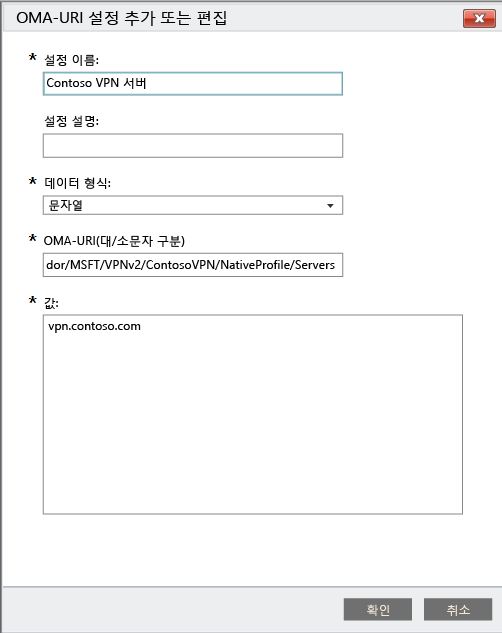 OMA-URI 설정 추가 또는 편집
* 설정 이름:
Contoso VPN 서버
설정 설명:
* 데이터 형식:
문자열
* OMA-URI(대/소문자 구분)
dor/MSFT/VPNv2/ContosoVPN/NativeProfile/Servers
* 값:
vpn.contoso.com
확인 취소